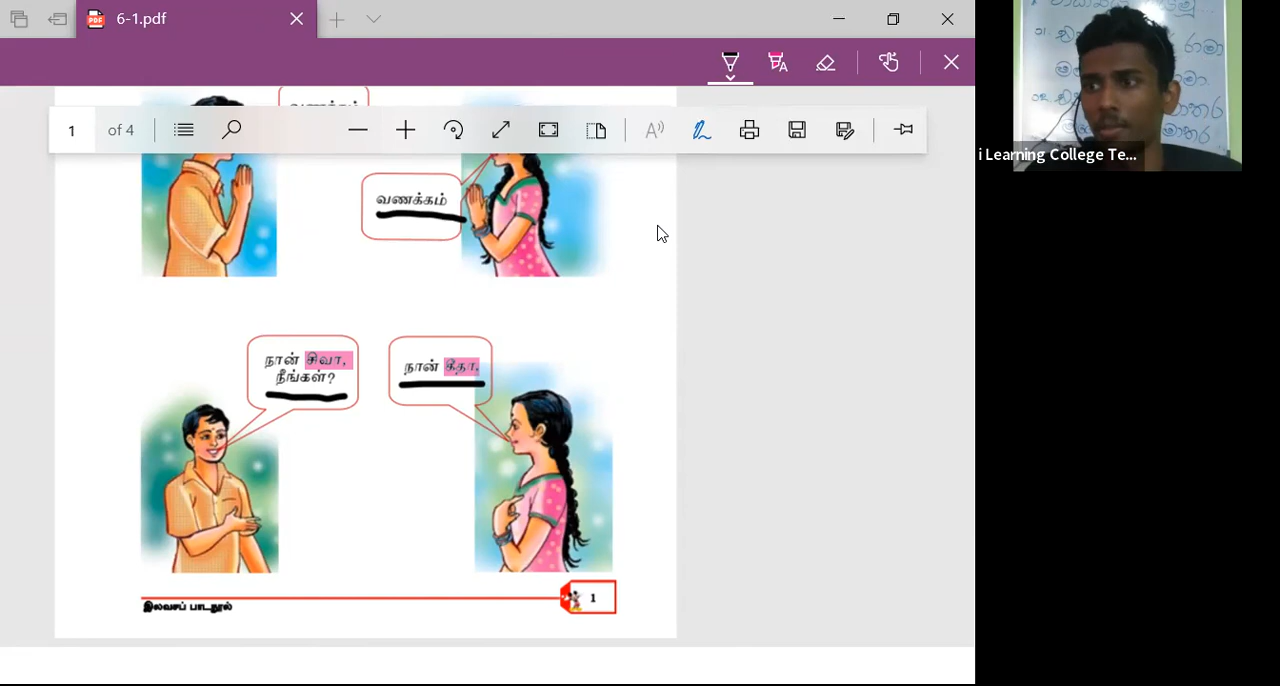 6-1.pdf
1 of 4
வணக்கம்
நான் சிவா,
நீங்கள்?
நான் கீதா.
இலவசப் பாடநூல்
1
i Learning College Te...
රාමා